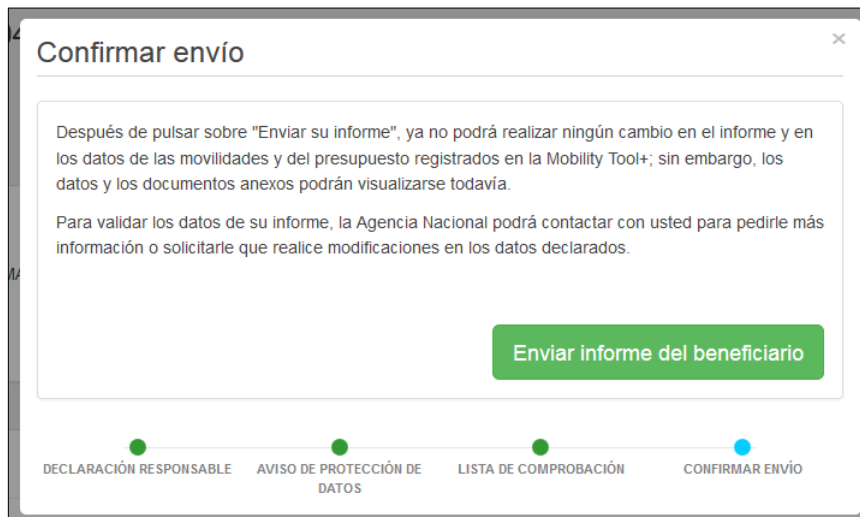 Confirmar envío
×
Después de pulsar sobre "Enviar su informe", ya no podrá realizar ningún cambio en el informe y en
los datos de las movilidades y del presupuesto registrados en la Mobility Tool+; sin embargo, los
datos y los documentos anexos podrán visualizarse todavía.
Para validar los datos de su informe, la Agencia Nacional podrá contactar con usted para pedirle más
información o solicitarle que realice modificaciones en los datos declarados.
Enviar informe del beneficiario
DECLARACIÓN RESPONSABLE
AVISO DE PROTECCIÓN DE
DATOS
LISTA DE COMPROBACIÓN
CONFIRMAR ENVÍO